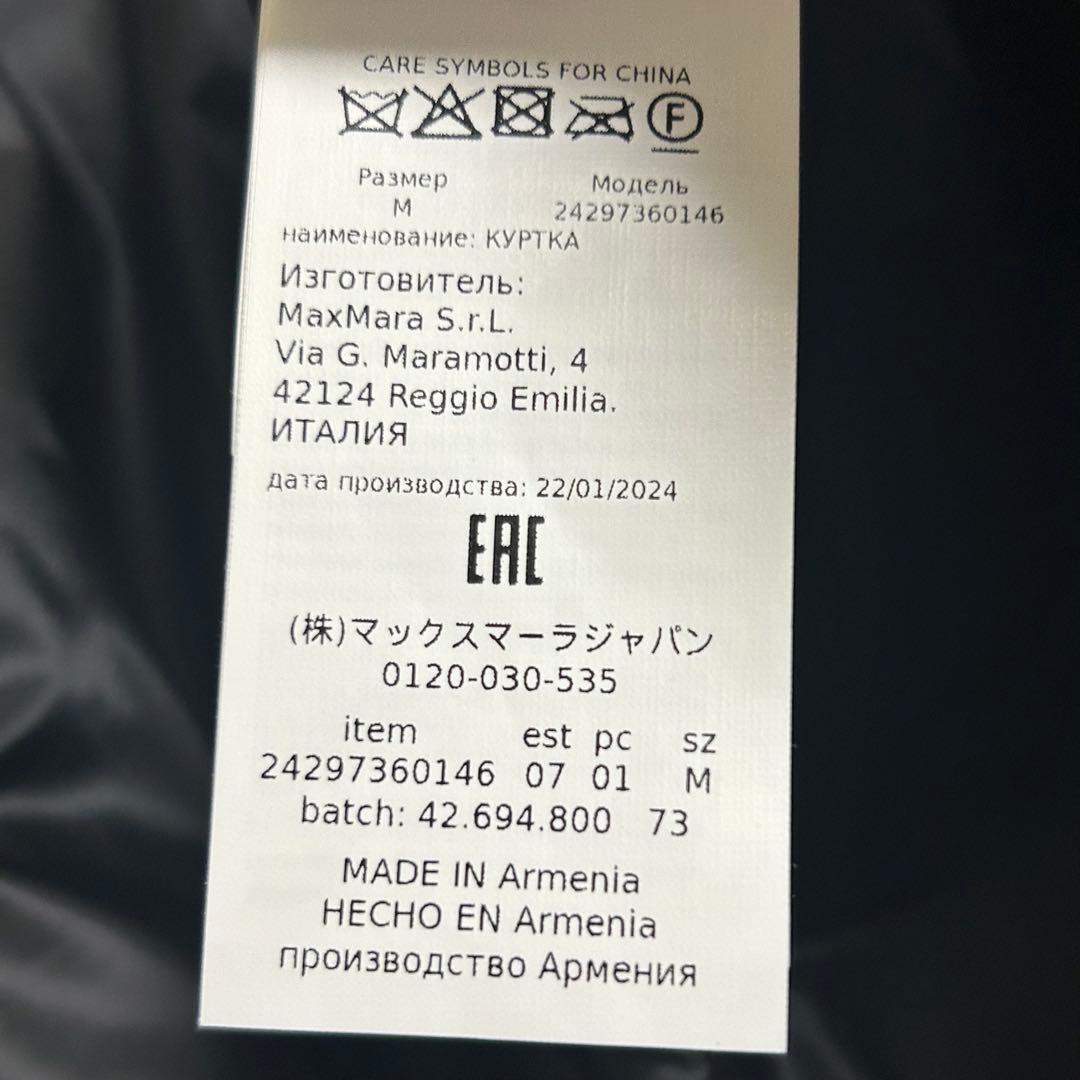 CARE SYMBOLS FOR CHINA
F
Размер Модель
M 24297360146
наименование: КУРТКА
Изготовитель:
MaxMara S.r.L.
Via G. Maramotti, 4
42124 Reggio Emilia.
ИТАЛИЯ
дата производства: 22/01/2024
EAC
(株)マックスマーラジャパン
0120-030-535
item est pc sz
24297360146 07 01 M
batch: 42.694.800 73
MADE IN Armenia
HECHO EN Armenia
производство Армения